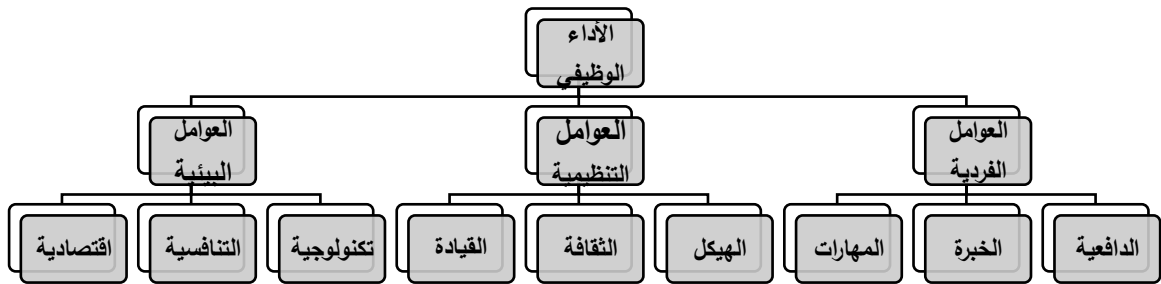 الأداء
الوظيفي
العوامل
الفردية
العوامل
التنظيمية
العوامل
البيئية
الدافعية
الخبرة
المهارات
الهيكل
الثقافة
القيادة
تكنولوجية
التنافسية
اقتصادية